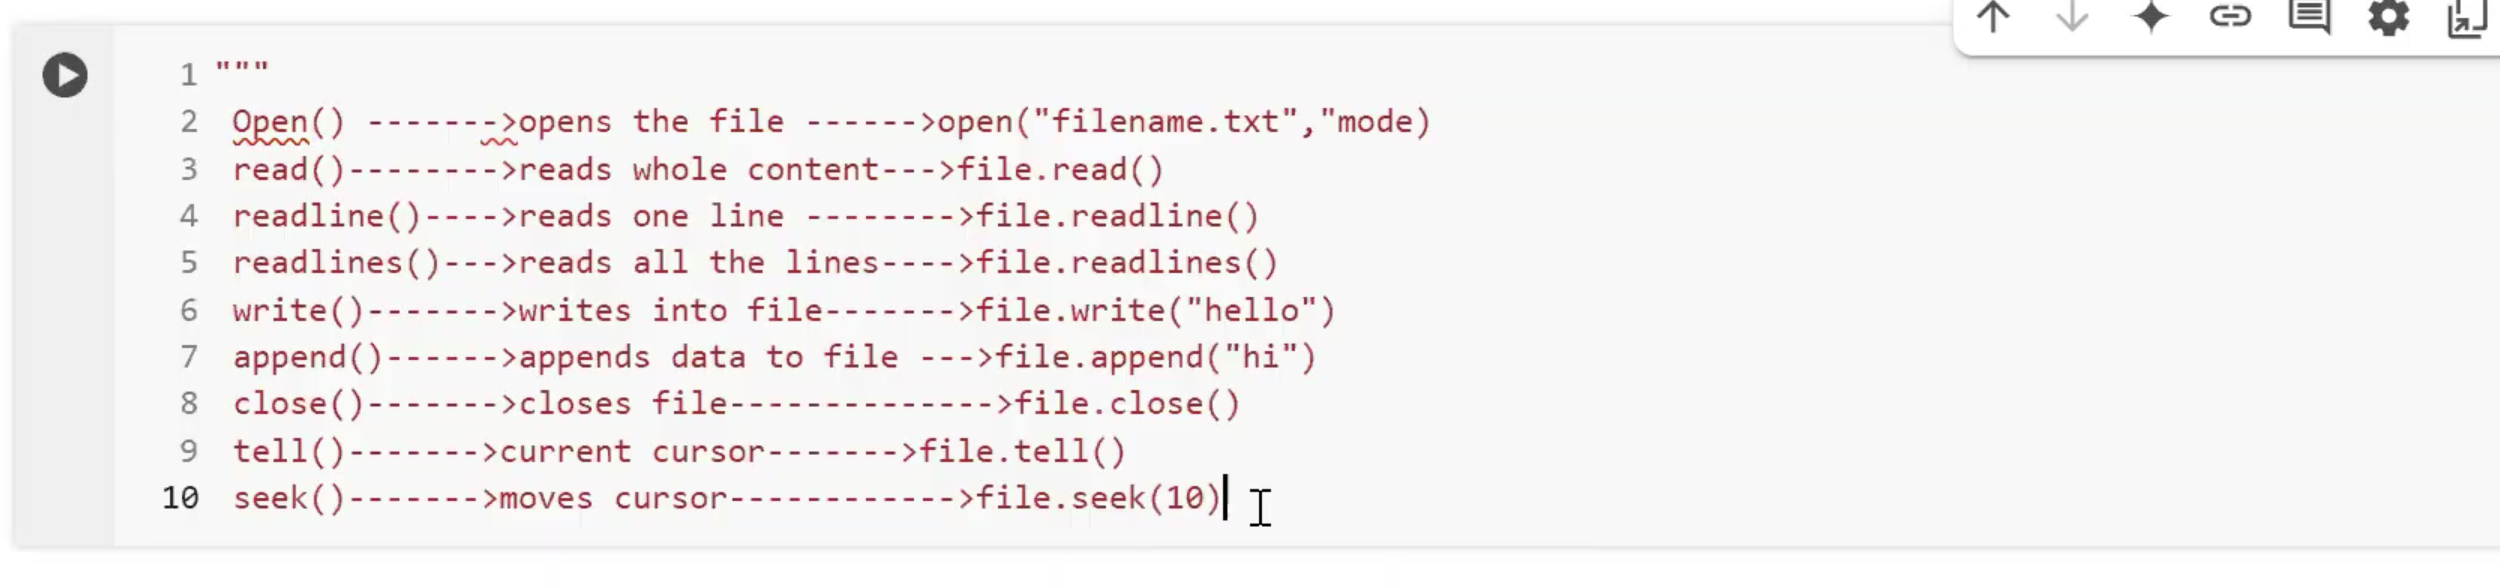 1 """
2 Open() ------->opens the file ------>open("filename.txt","mode)
3 read()-------->reads whole content--->file.read()
4 readline()---->reads one line -------->file.readline()
5 readlines()--->reads all the lines---->file.readlines()
6 write()------->writes into file------->file.write("hello")
7 append()------>appends data to file --->file.append("hi")
8 close()------->closes file-------------->file.close()
9 tell()------->current cursor------->file.tell()
10 seek()------->moves cursor------------>file.seek(10)